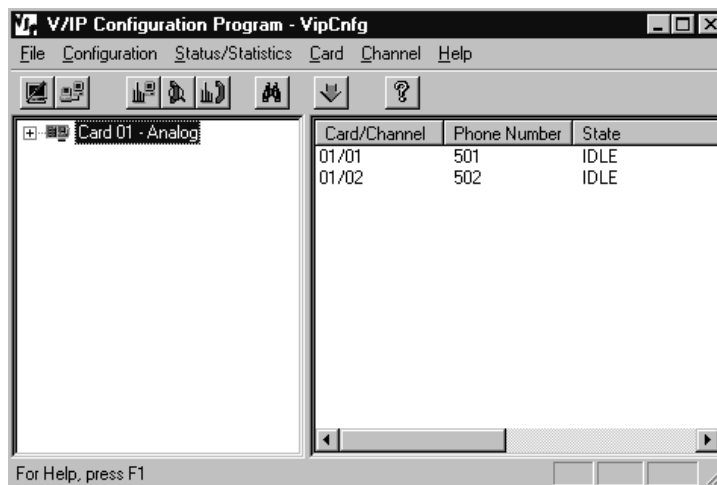 V/IP Configuration Program - VipCnfg
File Configuration Status/Statistics Card Channel Help
Card 01 - Analog
Card/Channel Phone Number State
01/01 501 IDLE
01/02 502 IDLE
For Help, press F1